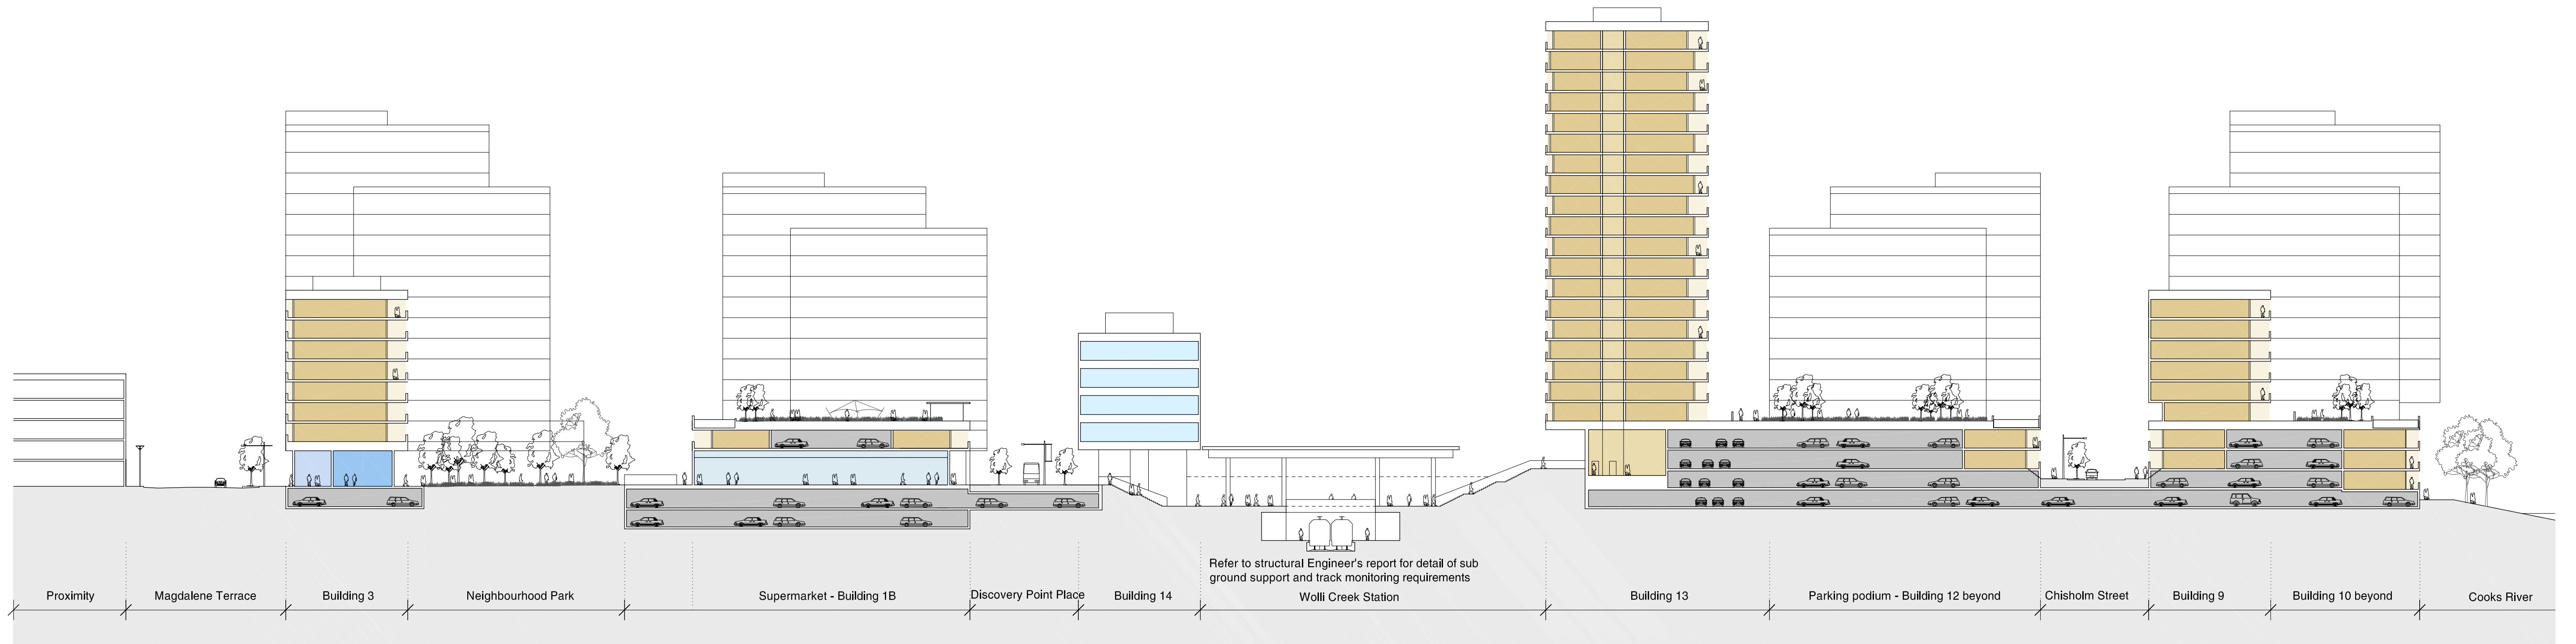 Refer to structural Engineer's report for detail of sub
ground support and track monitoring requirements
Proximity
Magdalene Terrace
Building 3
Neighbourhood Park
Supermarket - Building 1B
Discovery Point Place
Building 14
Wolli Creek Station
Building 13
Parking podium - Building 12 beyond
Chisholm Street
Building 9
Building 10 beyond
Cooks River